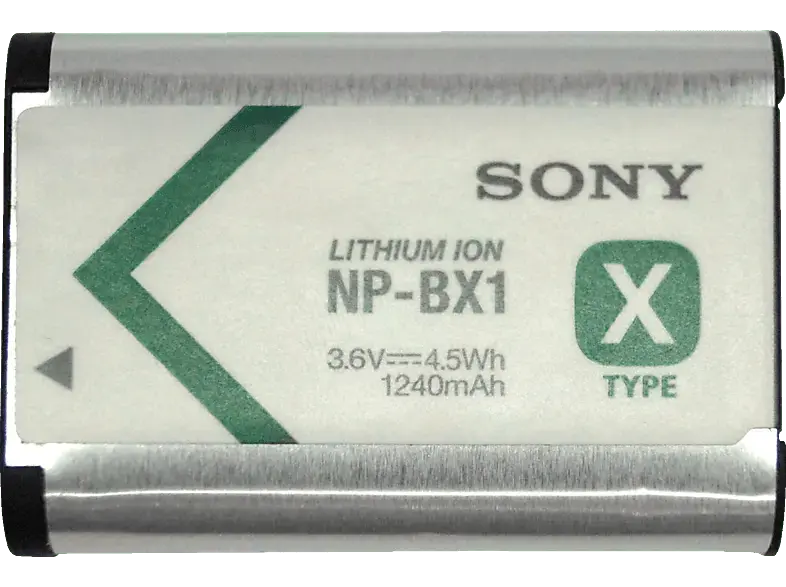 SONY
LITHIUM ION
NP-BX1
3.6V⎓4.5Wh
1240mAh
X
TYPE